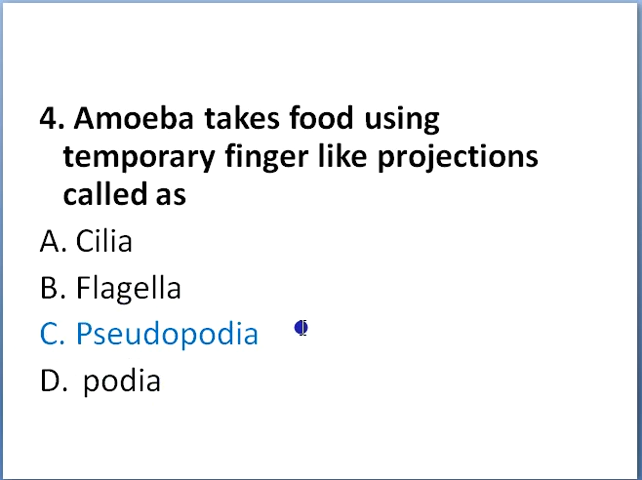 4. Amoeba takes food using
temporary finger like projections
called as
A. Cilia
B. Flagella
C. Pseudopodia
D. podia